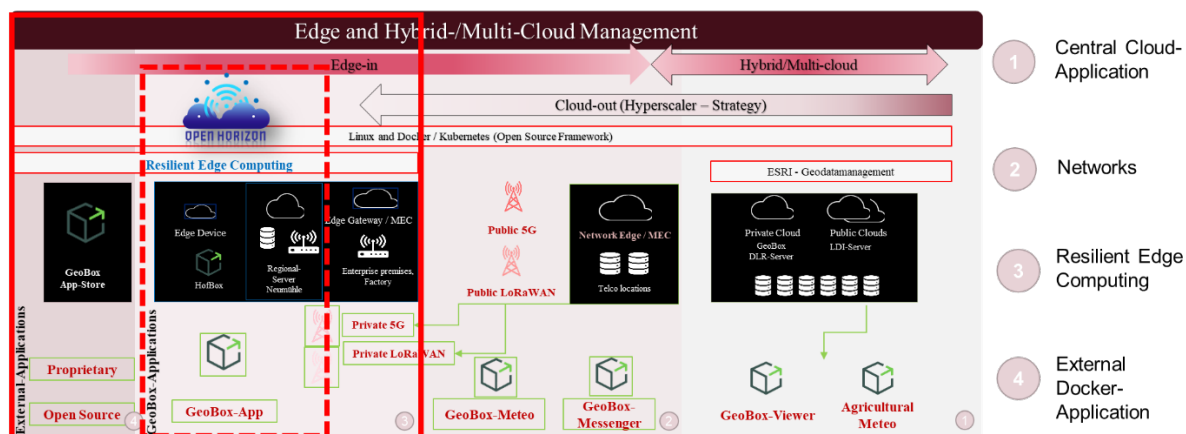 Edge and Hybrid-/Multi-Cloud Management
Edge-in
Hybrid/Multi-cloud
Cloud-out (Hyperscaler – Strategy)
OPEN HORIZON
Linux and Docker / Kubernetes (Open Source Framework)
Resilient Edge Computing
ESRI - Geodatamanagement
GeoBox
App-Store
Edge Device
HofBox
Regional-
Server
Neumühle
Edge Gateway / MEC
Enterprise premises,
Factory
Public 5G
Public LoRaWAN
Network Edge / MEC
Telco locations
Private Cloud
GeoBox
DLR-Server
Public Clouds
LDI-Server
External-Applications
Proprietary
Open Source
4
GeoBox-Applications
GeoBox-App
Private 5G
Private LoRaWAN
3
GeoBox-Meteo
GeoBox-
Messenger
2
GeoBox-Viewer
Agricultural
Meteo
1
1
Central Cloud-
Application
2
Networks
3
Resilient Edge
Computing
4
External
Docker-
Application